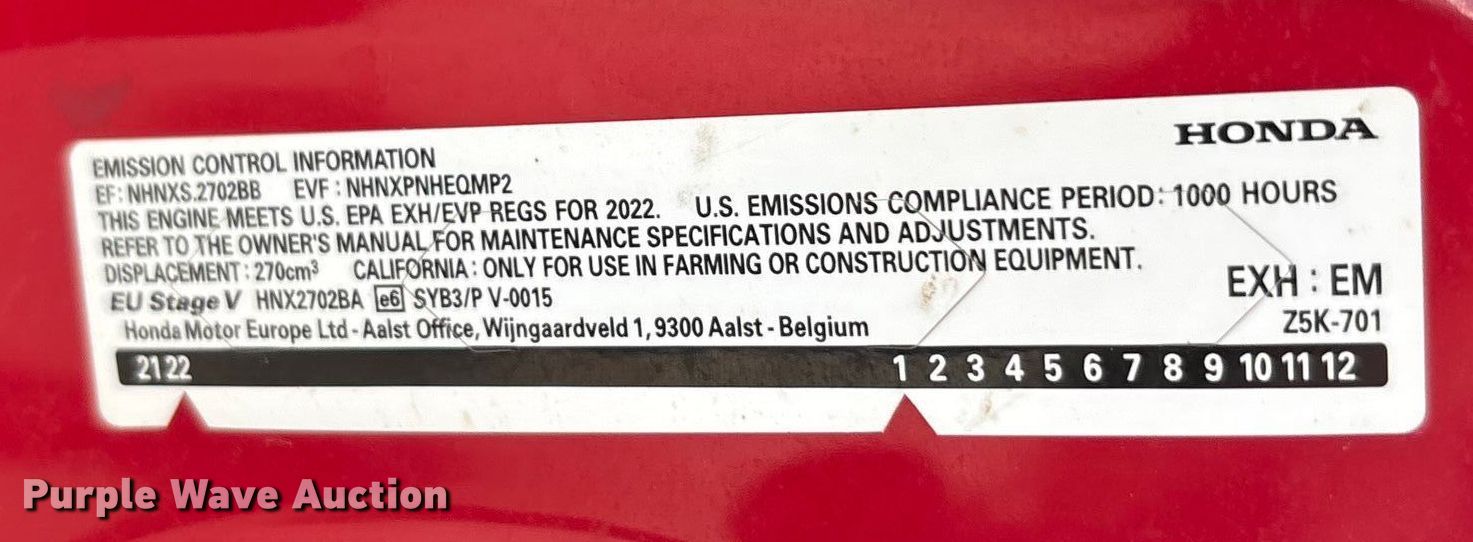 HONDA
EMISSION CONTROL INFORMATION
EF: NHNXS.2702BB EVF : NHNXPNHEQMP2
THIS ENGINE MEETS U.S. EPA EXH/EVP REGS FOR 2022. U.S. EMISSIONS COMPLIANCE PERIOD: 1000 HOURS
REFER TO THE OWNER'S MANUAL FOR MAINTENANCE SPECIFICATIONS AND ADJUSTMENTS.
DISPLACEMENT : 270cm³ CALIFORNIA : ONLY FOR USE IN FARMING OR CONSTRUCTION EQUIPMENT.
EU Stage V HNX2702BA e6 SYB3/P V-0015
EXH : EM
Honda Motor Europe Ltd - Aalst Office, Wijngaardveld 1, 9300 Aalst - Belgium
Z5K-701
21 22 1 2 3 4 5 6 7 8 9 10 11 12
Purple Wave Auction